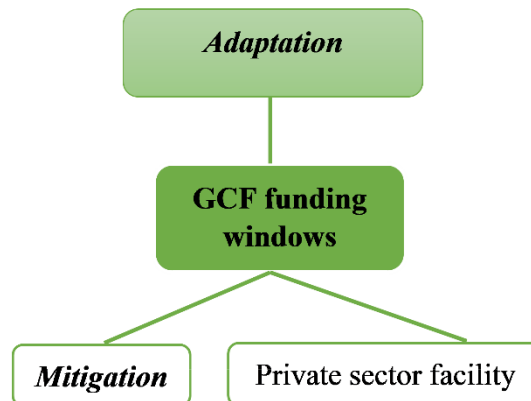 Adaptation
GCF funding
windows
Mitigation
Private sector facility